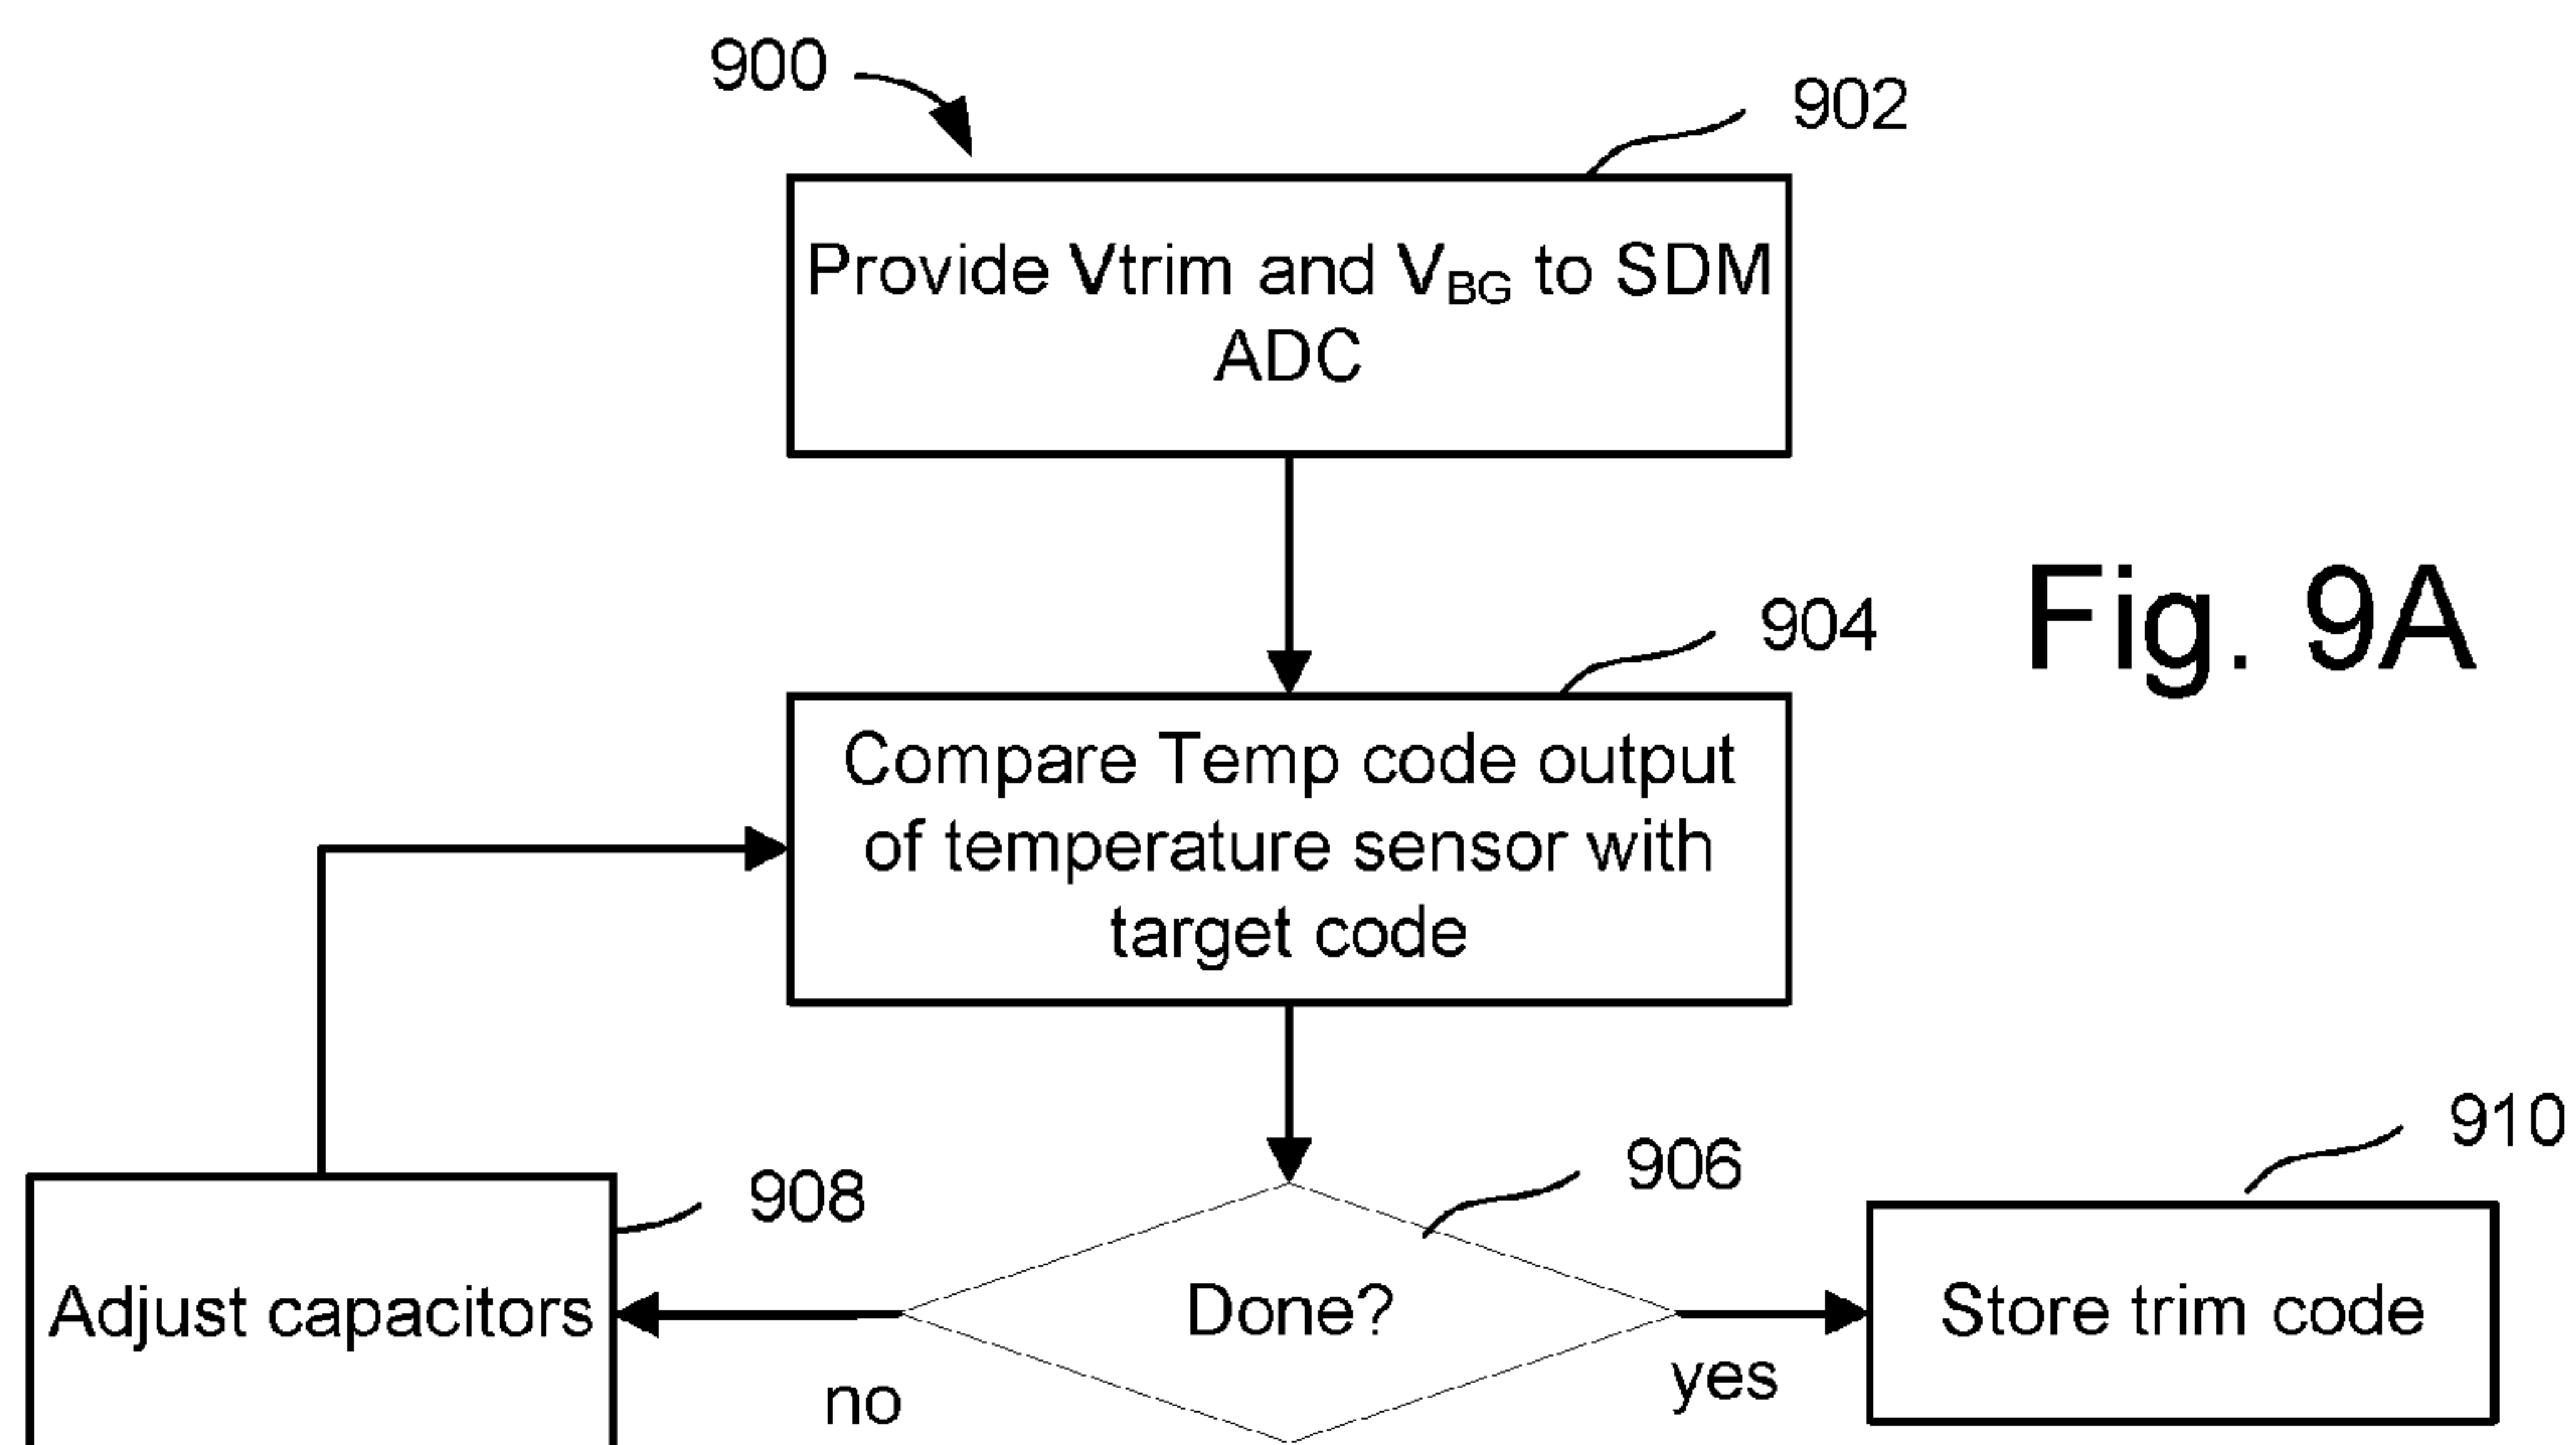 900
902
Provide Vtrim and V_BG to SDM
ADC
904
Fig. 9A
Compare Temp code output
of temperature sensor with
target code
906
910
908
Adjust capacitors
Done?
Store trim code
no
yes